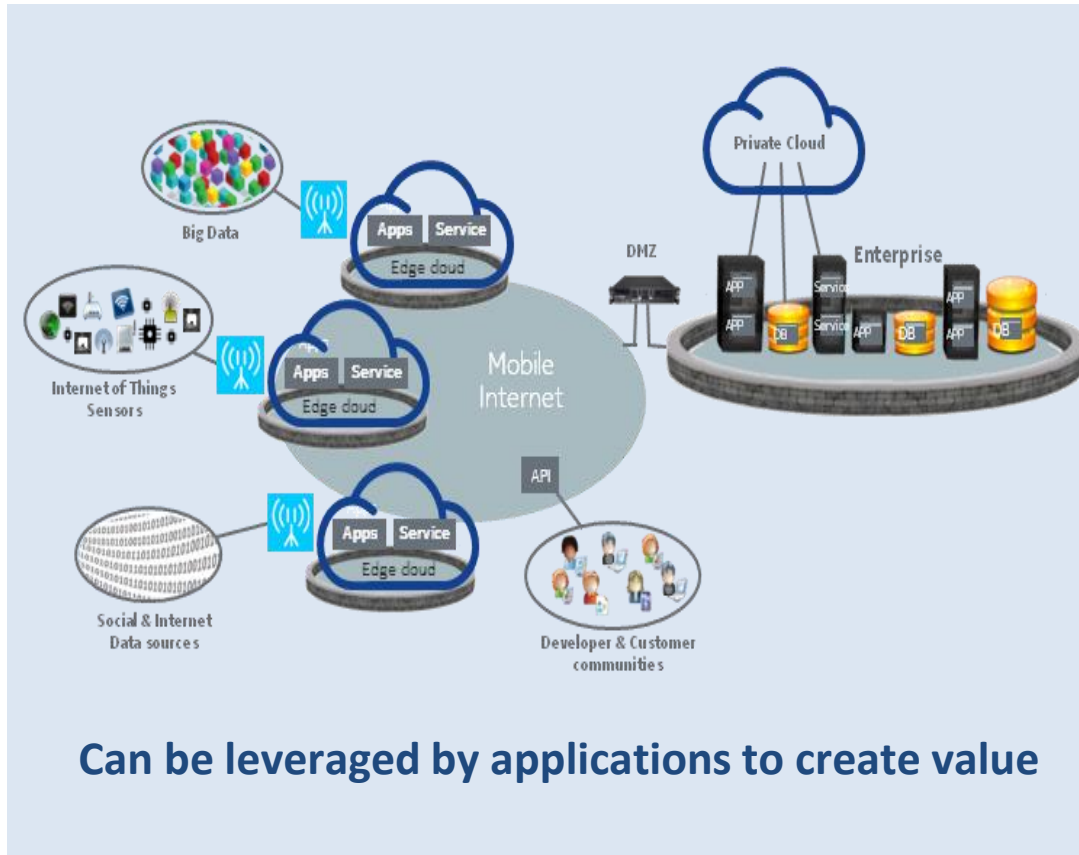 Private Cloud
Big Data
Apps Service
Edge cloud
DMZ
Enterprise
APP
APP
DB
Service
Service
APP
DB
APP
APP
DB
Internet of Things
Sensors
Apps Service
Edge cloud
Mobile
Internet
API
Apps Service
Edge cloud
Social & Internet
Data sources
Developer & Customer
communities
Can be leveraged by applications to create value